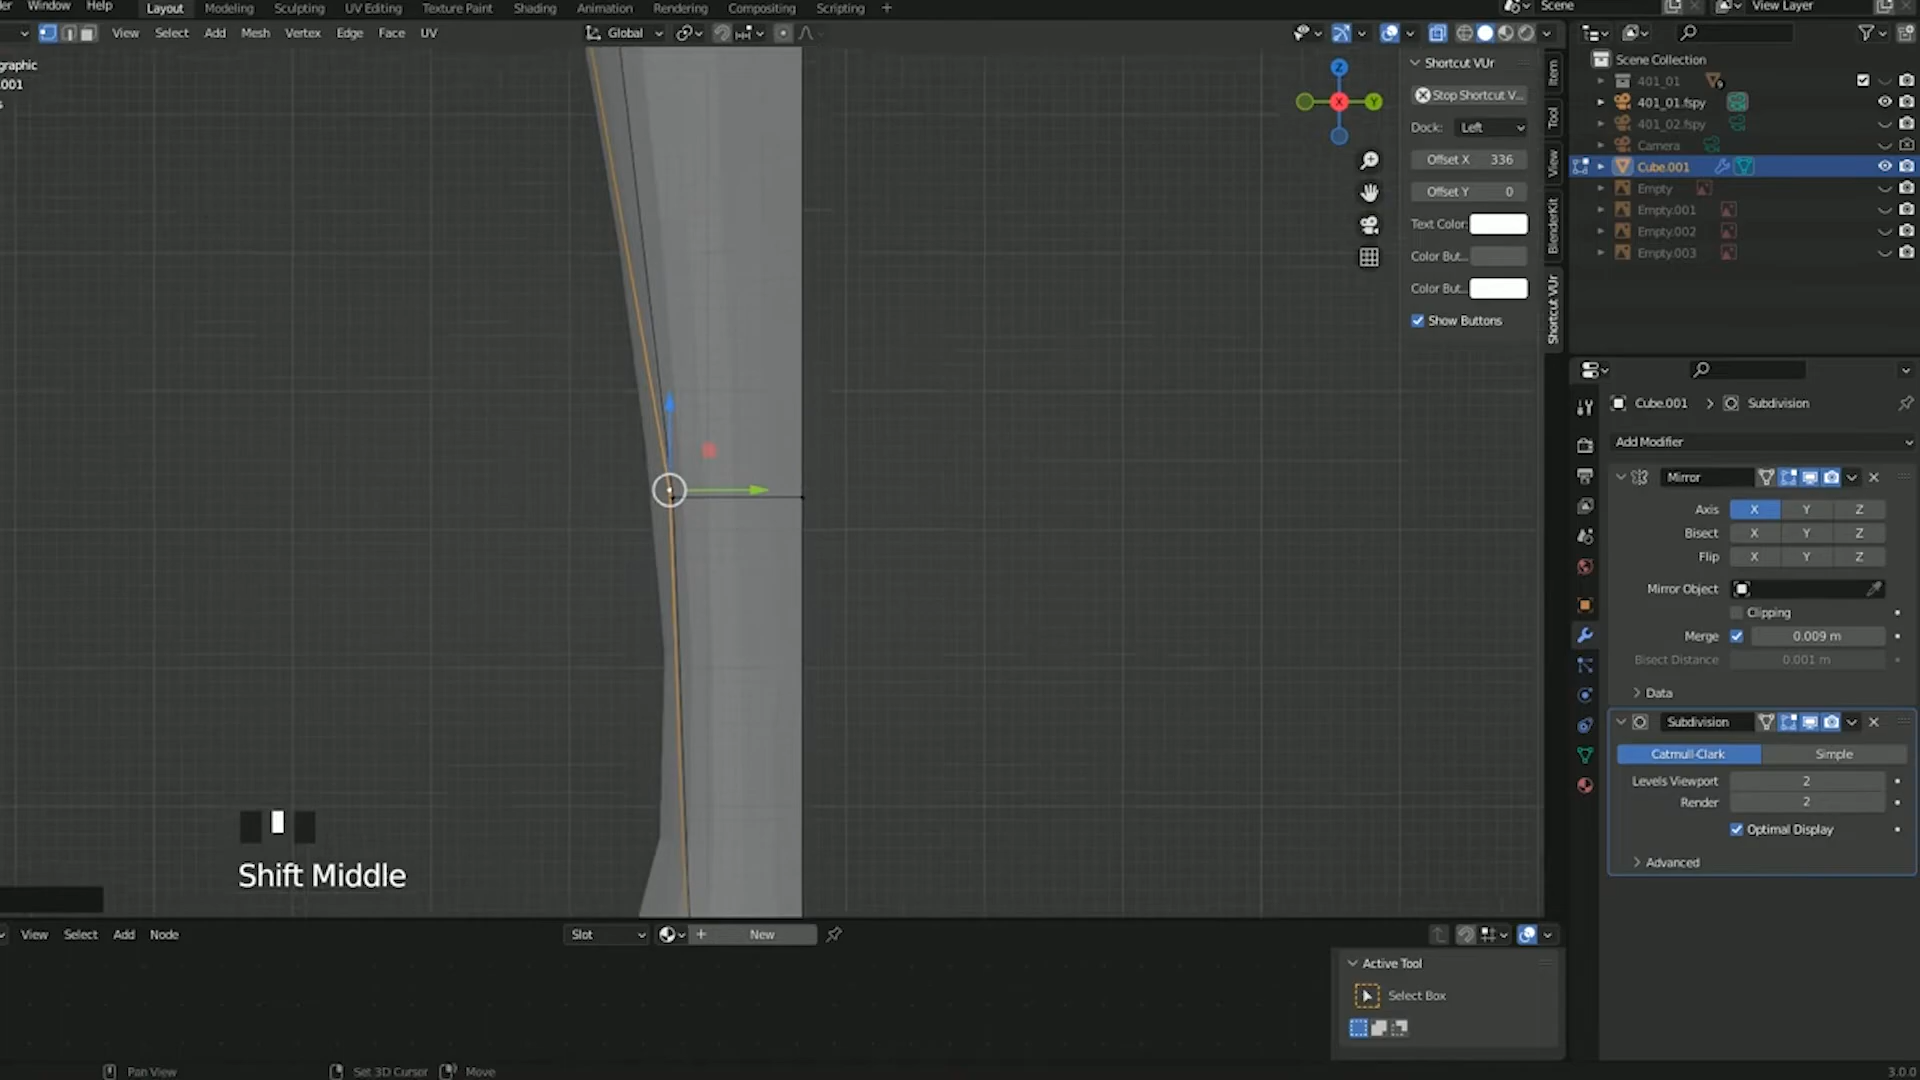 der Window Help Layout Modeling Sculpting UV Editing Texture Paint Shading Animation Rendering Compositing Scripting + Scene View Layer
View Select Add Mesh Vertex Edge Face UV Global
graphic
.001
Z
X
Y
Shortcut VUr
Stop Shortcut V...
Dock: Left
Offset X 336
Offset Y 0
Text Color:
Color But...
Color But...
Show Buttons
Item
Tool
View
BlenderKit
Shortcut VUr
Scene Collection
401_01
401_01.fspy
401_02.fspy
Camera
Cube.001
Empty
Empty.001
Empty.002
Empty.003
Cube.001 > Subdivision
Add Modifier
Mirror
Axis X Y Z
Bisect X Y Z
Flip X Y Z
Mirror Object
Clipping
Merge 0.009 m
Bisect Distance 0.001 m
Data
Subdivision
Catmull-Clark Simple
Levels Viewport 2
Render 2
Optimal Display
Advanced
Shift Middle
View Select Add Node Slot + New
Active Tool
Select Box
Pan View Set 3D Cursor Move 3.0.0